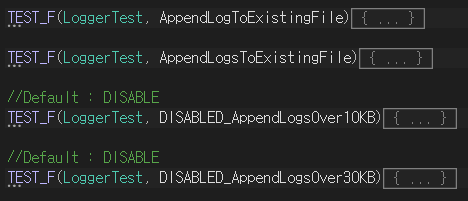 TEST_F(LoggerTest, AppendLogToExistingFile){ ... }
TEST_F(LoggerTest, AppendLogsToExistingFile){ ... }
//Default : DISABLE
TEST_F(LoggerTest, DISABLED_AppendLogsOver10KB){ ... }
//Default : DISABLE
TEST_F(LoggerTest, DISABLED_AppendLogsOver30KB){ ... }